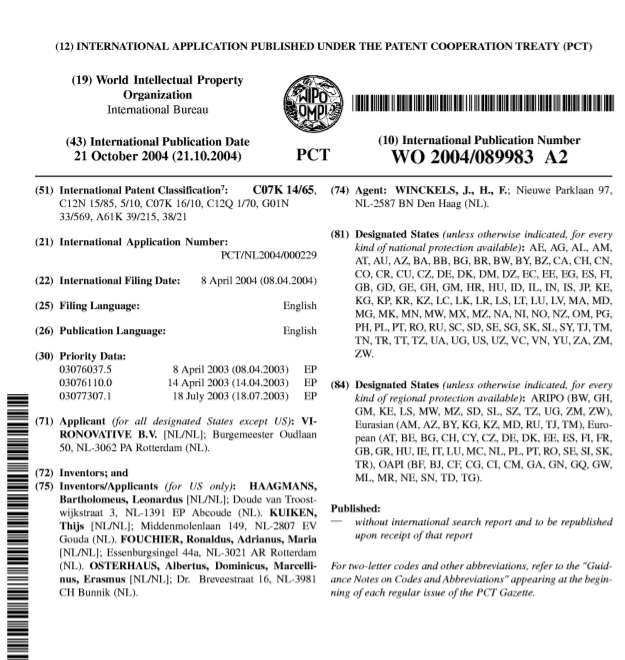 (12) INTERNATIONAL APPLICATION PUBLISHED UNDER THE PATENT COOPERATION TREATY (PCT)
(19) World Intellectual Property
Organization
International Bureau
WIPO
OMPI
(43) International Publication Date
21 October 2004 (21.10.2004)
PCT
(10) International Publication Number
WO 2004/089983 A2
(51) International Patent Classification7: C07K 14/65,
C12N 15/85, 5/10, C07K 16/10, C12Q 1/70, G01N
33/569, A61K 39/215, 38/21
(21) International Application Number:
PCT/NL2004/000229
(22) International Filing Date: 8 April 2004 (08.04.2004)
(25) Filing Language: English
(26) Publication Language: English
(30) Priority Data:
03076037.5 8 April 2003 (08.04.2003) EP
03076110.0 14 April 2003 (14.04.2003) EP
03077307.1 18 July 2003 (18.07.2003) EP
(71) Applicant (for all designated States except US): VI-
RONOVATIVE B.V. [NL/NL]; Burgemeester Oudlaan
50, NL-3062 PA Rotterdam (NL).
(72) Inventors; and
(75) Inventors/Applicants (for US only): HAAGMANS,
Bartholomeus, Leonardus [NL/NL]; Doude van Troost-
wijkstraat 3, NL-1391 EP Abcoude (NL). KUIKEN,
Thijs [NL/NL]; Middenmolenlaan 149, NL-2807 EV
Gouda (NL). FOUCHIER, Ronaldus, Adrianus, Maria
[NL/NL]; Essenburgsingel 44a, NL-3021 AR Rotterdam
(NL). OSTERHAUS, Albertus, Dominicus, Marcelli-
nus, Erasmus [NL/NL]; Dr. Breveestraat 16, NL-3981
CH Bunnik (NL).
(74) Agent: WINCKELS, J., H., F.; Nieuwe Parklaan 97,
NL-2587 BN Den Haag (NL).
(81) Designated States (unless otherwise indicated, for every
kind of national protection available): AE, AG, AL, AM,
AT, AU, AZ, BA, BB, BG, BR, BW, BY, BZ, CA, CH, CN,
CO, CR, CU, CZ, DE, DK, DM, DZ, EC, EE, EG, ES, FI,
GB, GD, GE, GH, GM, HR, HU, ID, IL, IN, IS, JP, KE,
KG, KP, KR, KZ, LC, LK, LR, LS, LT, LU, LV, MA, MD,
MG, MK, MN, MW, MX, MZ, NA, NI, NO, NZ, OM, PG,
PH, PL, PT, RO, RU, SC, SD, SE, SG, SK, SL, SY, TJ, TM,
TN, TR, TT, TZ, UA, UG, US, UZ, VC, VN, YU, ZA, ZM,
ZW.
(84) Designated States (unless otherwise indicated, for every
kind of regional protection available): ARIPO (BW, GH,
GM, KE, LS, MW, MZ, SD, SL, SZ, TZ, UG, ZM, ZW),
Eurasian (AM, AZ, BY, KG, KZ, MD, RU, TJ, TM), Euro-
pean (AT, BE, BG, CH, CY, CZ, DE, DK, EE, ES, FI, FR,
GB, GR, HU, IE, IT, LU, MC, NL, PL, PT, RO, SE, SI, SK,
TR), OAPI (BF, BJ, CF, CG, CI, CM, GA, GN, GQ, GW,
ML, MR, NE, SN, TD, TG).
Published:
— without international search report and to be republished
upon receipt of that report
For two-letter codes and other abbreviations, refer to the "Guid-
ance Notes on Codes and Abbreviations" appearing at the begin-
ning of each regular issue of the PCT Gazette.